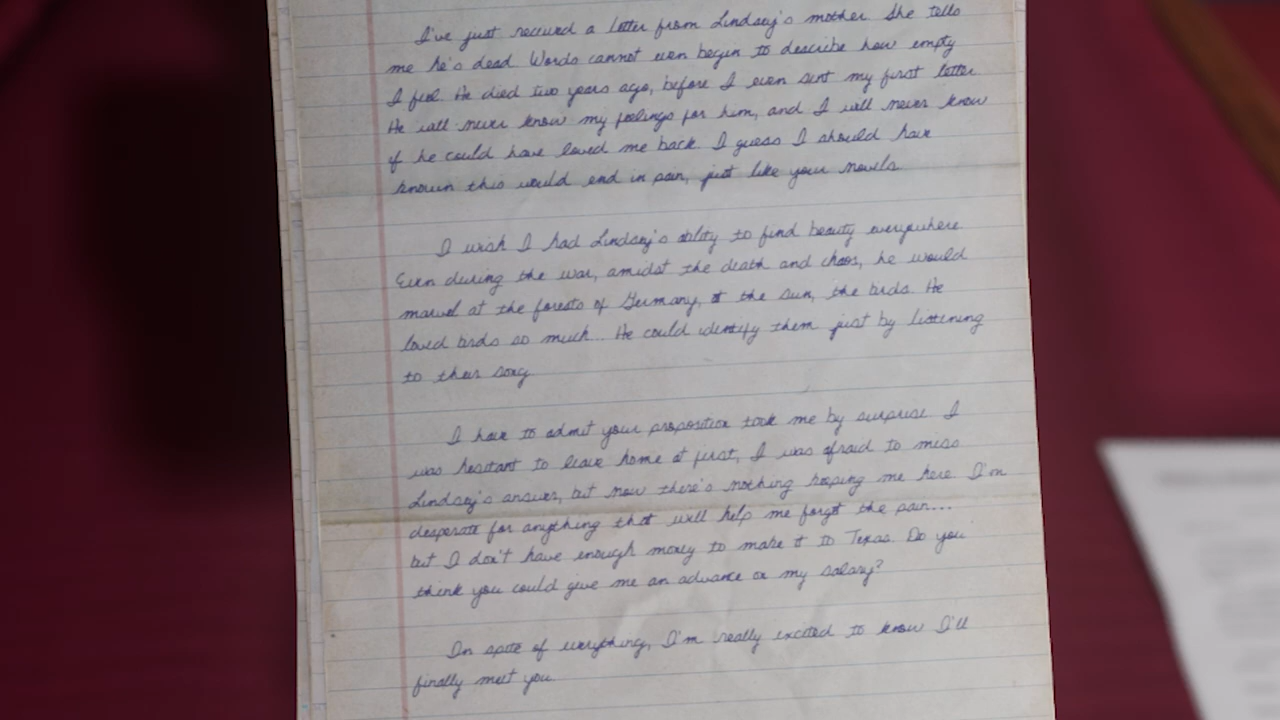 I've just received a letter from Lindsey's mother. She tells
me he's dead. Words cannot even begin to describe how empty
I feel. He died two years ago, before I even sent my first letter.
He will never know my feelings for him, and I will never know
if he could have loved me back. I guess I should have
known this would end in pain, just like your novels.
I wish I had Lindsey's ability to find beauty everywhere.
Even during the war, amidst the death and chaos, he would
marvel at the forests of Germany, at the sun, the birds. He
loved birds so much... He could identify them just by listening
to their song.
I have to admit your proposition took me by surprise. I
was hesitant to leave home at first, I was afraid to miss
Lindsey's answer, but now there's nothing keeping me here. I'm
desperate for anything that will help me forget the pain...
but I don't have enough money to make it to Texas. Do you
think you could give me an advance on my salary?
In spite of everything, I'm really excited to know I'll
finally meet you.